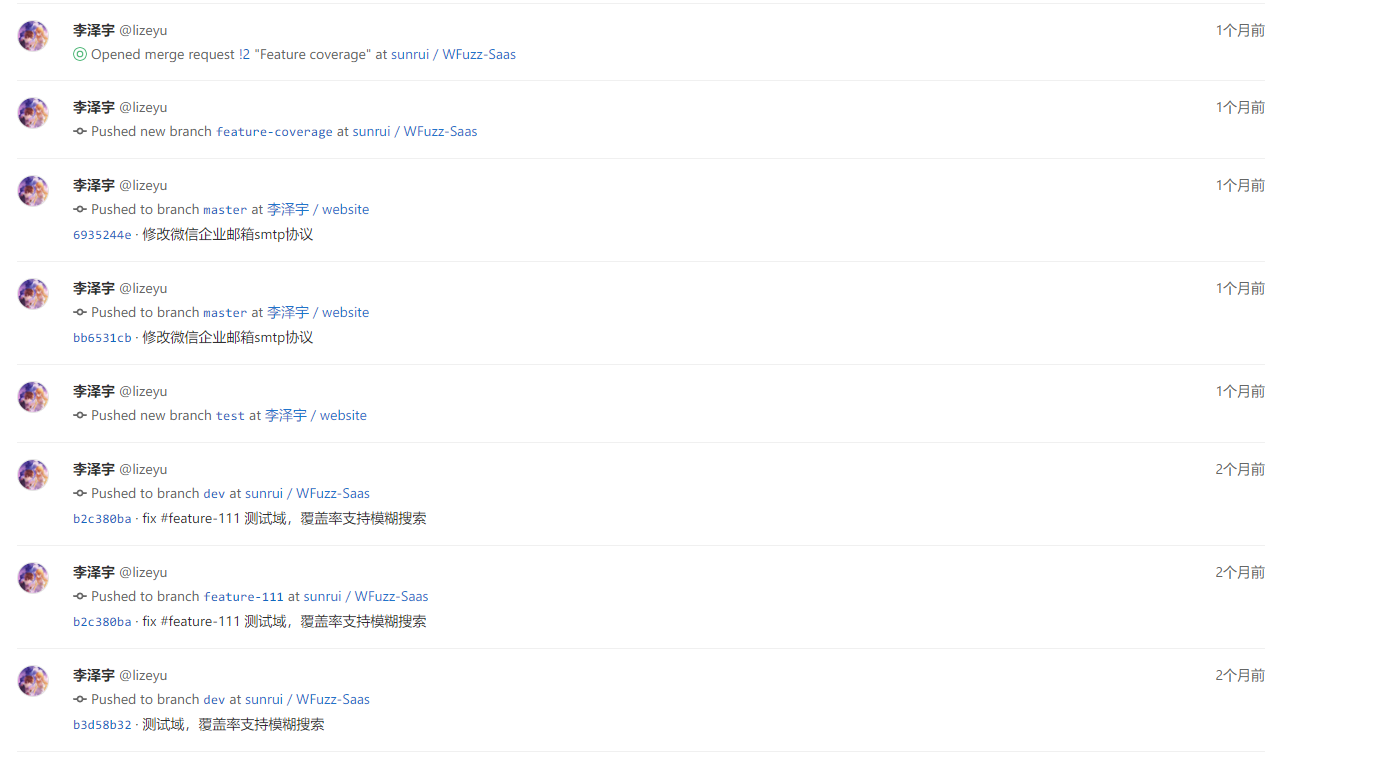 李泽宇 @lizeyu 1个月前
Opened merge request !2 "Feature coverage" at sunrui / WFuzz-Saas
李泽宇 @lizeyu 1个月前
Pushed new branch feature-coverage at sunrui / WFuzz-Saas
李泽宇 @lizeyu 1个月前
Pushed to branch master at 李泽宇 / website
6935244e · 修改微信企业邮箱smtp协议
李泽宇 @lizeyu 1个月前
Pushed to branch master at 李泽宇 / website
bb6531cb · 修改微信企业邮箱smtp协议
李泽宇 @lizeyu 1个月前
Pushed new branch test at 李泽宇 / website
李泽宇 @lizeyu 2个月前
Pushed to branch dev at sunrui / WFuzz-Saas
b2c380ba · fix #feature-111 测试域，覆盖率支持模糊搜索
李泽宇 @lizeyu 2个月前
Pushed to branch feature-111 at sunrui / WFuzz-Saas
b2c380ba · fix #feature-111 测试域，覆盖率支持模糊搜索
李泽宇 @lizeyu 2个月前
Pushed to branch dev at sunrui / WFuzz-Saas
b3d58b32 · 测试域，覆盖率支持模糊搜索